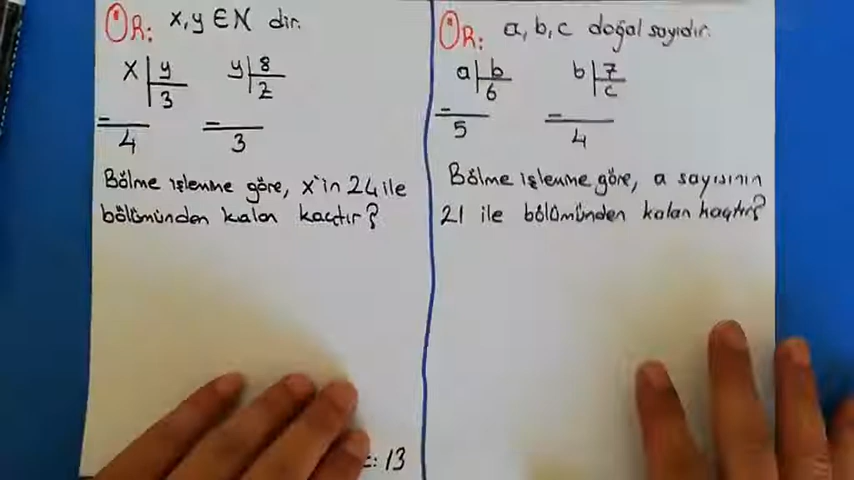 ÖR: x, y ∈ N dir.
x | y    y | 8
3    2
- 4    - 3
Bölme işlemine göre, x'in 24 ile
bölümünden kalan kaçtır?
: 13
ÖR: a, b, c doğal sayıdır.
a | b    b | 7
6    c
- 5    - 4
Bölme işlemine göre, a sayısının
21 ile bölümünden kalan kaçtır?